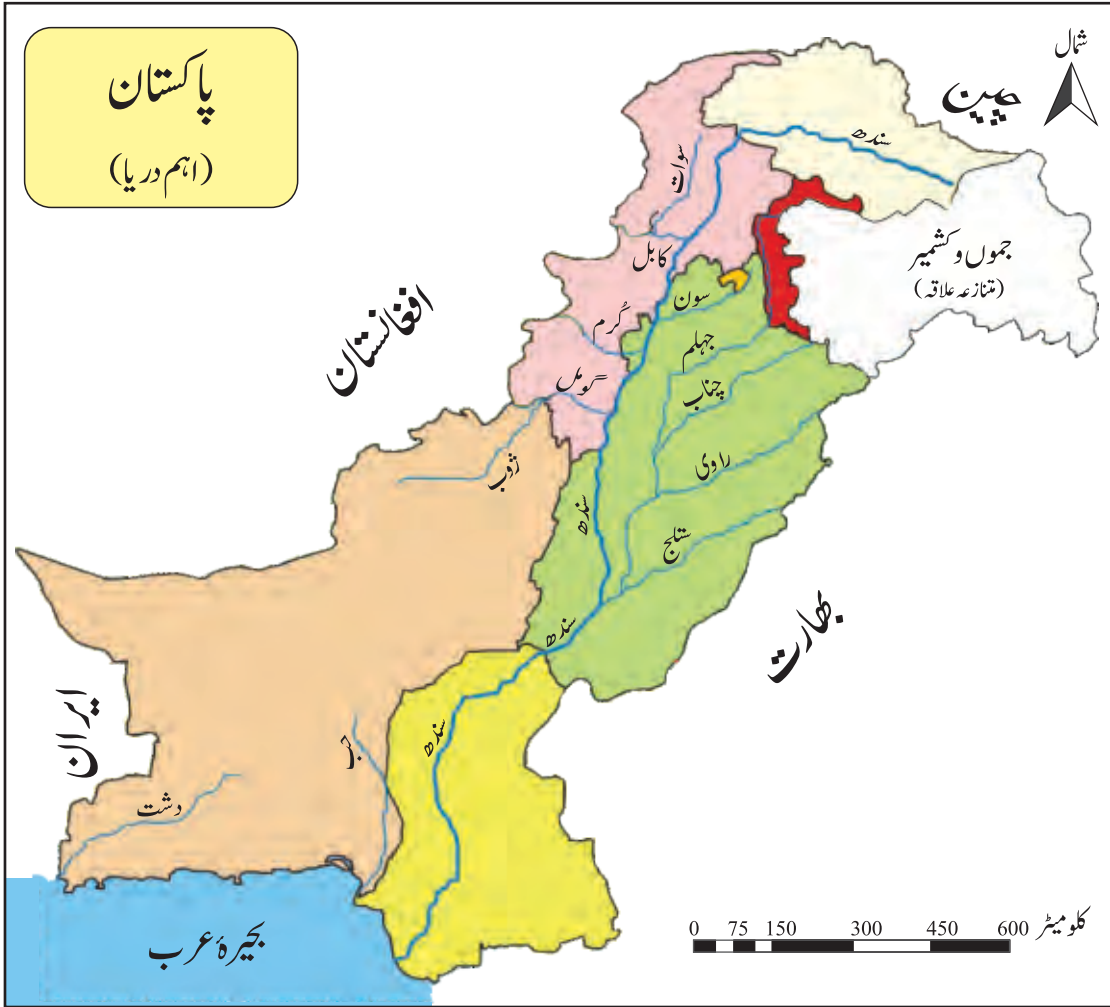 پاکستان
(اہم دریا)
شمال
چین
سندھ
سوات
جموں و کشمیر
(متنازعہ علاقہ)
کابل
سون
افغانستان
کُرم
جہلم
گومل
چناب
راوی
ژوب
سندھ
ستلج
بھارت
سندھ
ایران
سندھ
حب
دشت
بحیرۂ عرب
0 75 150 300 450 600 کلومیٹر